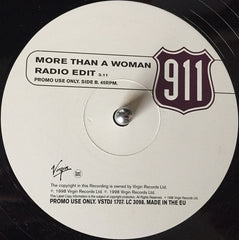 MORE THAN A WOMAN
RADIO EDIT 3.11
PROMO USE ONLY. SIDE B. 45RPM.
911
Virgin
The copyright in this Recording is owned by Virgin Records Ltd.
℗ 1998 Virgin Records Ltd. © 1998 Virgin Records Ltd.
PROMO USE ONLY. VSTDJ 1707. LC 3098. MADE IN THE EU